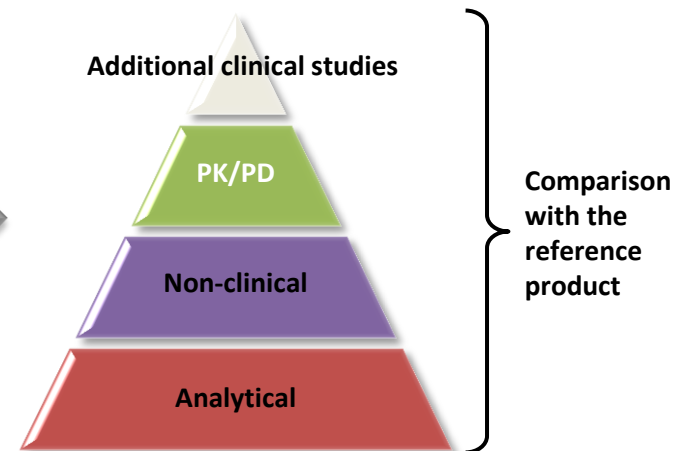 Additional clinical studies
PK/PD
Non-clinical
Analytical
Comparison
with the
reference
product